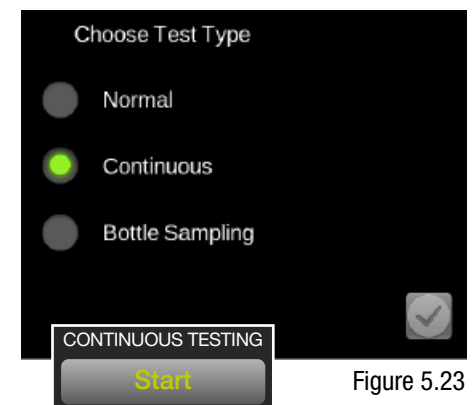 Choose Test Type
Normal
Continuous
Bottle Sampling
CONTINUOUS TESTING
Start
Figure 5.23